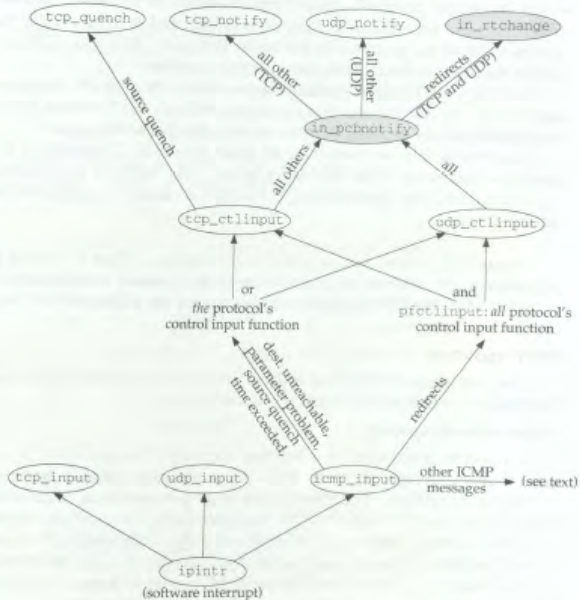 tcp_quench
tcp_notify
udp_notify
in_rtchange
source quench
all other
(TCP)
all other
(UDP)
redirects
(TCP and UDP)
in_pcbnotify
all others
all
tcp_ctlinput
udp_ctlinput
or
the protocol's
control input function
and
pfctlinput: all protocol's
control input function
dest. unreachable,
parameter problem,
source quench
time exceeded,
redirects
tcp_input
udp_input
icmp_input
other ICMP
messages
(see text)
ipintr
(software interrupt)